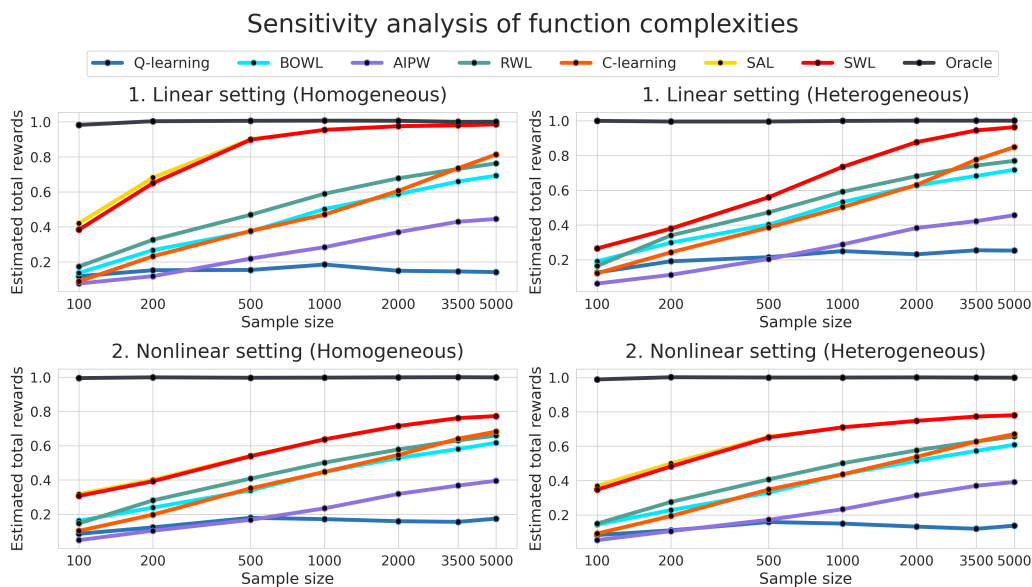 Sensitivity analysis of function complexities
Q-learning BOWL AIPW RWL C-learning SAL SWL Oracle
1. Linear setting (Homogeneous)
Estimated total rewards
1.0
0.8
0.6
0.4
0.2
100 200 500 1000 2000 3500 5000
Sample size
1. Linear setting (Heterogeneous)
Estimated total rewards
1.0
0.8
0.6
0.4
0.2
100 200 500 1000 2000 3500 5000
Sample size
2. Nonlinear setting (Homogeneous)
Estimated total rewards
1.0
0.8
0.6
0.4
0.2
100 200 500 1000 2000 3500 5000
Sample size
2. Nonlinear setting (Heterogeneous)
Estimated total rewards
1.0
0.8
0.6
0.4
0.2
100 200 500 1000 2000 3500 5000
Sample size